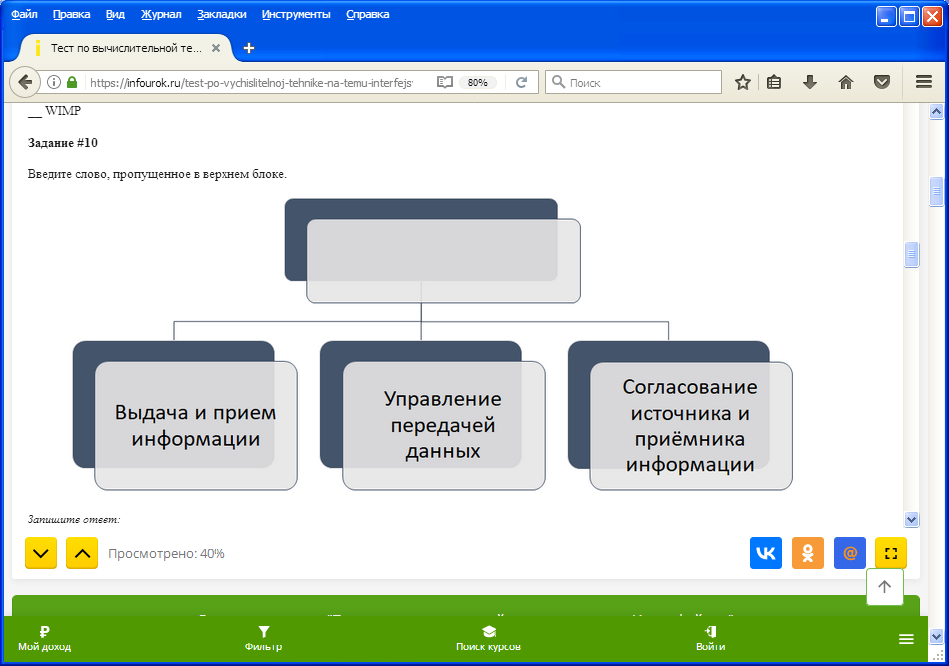 Файл Правка Вид Журнал Закладки Инструменты Справка
Тест по вычислительной те...
https://infourok.ru/test-po-vychislitelnoj-tehnike-na-temu-interfejs
80%
Поиск
__ WIMP
Задание #10
Введите слово, пропущенное в верхнем блоке.
Выдача и прием
информации
Управление
передачей
данных
Согласование
источника и
приёмника
информации
Запишите ответ:
Просмотрено: 40%
Мой доход
Фильтр
Поиск курсов
Войти